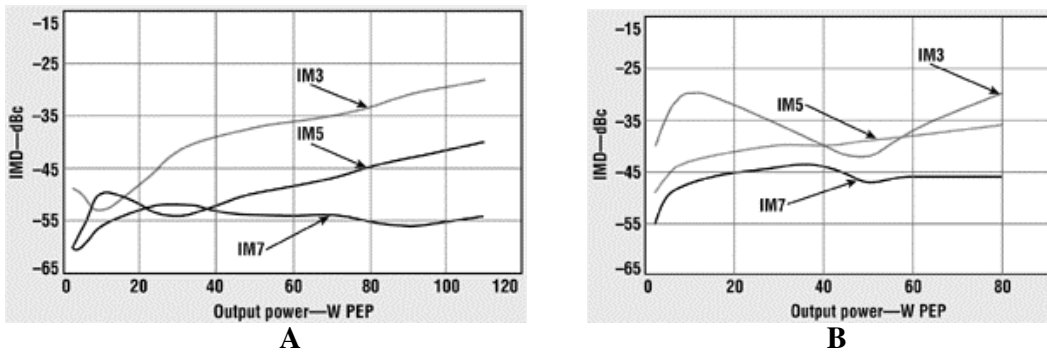 –15
–25
–35
–45
–55
–65
IMD—dBc
IM3
IM5
IM7
0 20 40 60 80 100 120
Output power—W PEP
A
–15
–25
–35
–45
–55
–65
IMD—dBc
IM3
IM5
IM7
0 20 40 60 80
Output power—W PEP
B